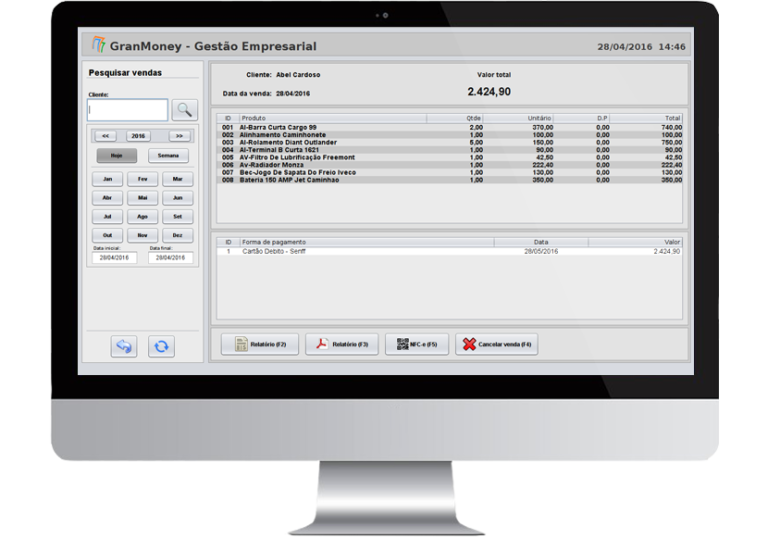 GranMoney - Gestão Empresarial
28/04/2016 14:46
Pesquisar vendas
Cliente:
<< 2016 >>
Hoje Semana
Jan Fev Mar
Abr Mai Jun
Jul Ago Set
Out Nov Dez
Data inicial: Data final:
28/04/2016 28/04/2016
Cliente: Abel Cardoso Valor total
Data da venda: 28/04/2016 2.424,90
ID Produto Qtde Unitário D.P Total
001 Al-Barra Curta Cargo 99 2,00 370,00 0,00 740,00
002 Alinhamento Caminhonete 1,00 100,00 0,00 100,00
003 Al-Rolamento Diant Outlander 5,00 150,00 0,00 750,00
004 Al-Terminal B Curta 1621 1,00 90,00 0,00 90,00
005 AV-Filtro De Lubrificação Freemont 1,00 42,50 0,00 42,50
006 Av-Radiador Monza 1,00 222,40 0,00 222,40
007 Bec-Jogo De Sapata Do Freio Iveco 1,00 130,00 0,00 130,00
008 Bateria 150 AMP Jet Caminhao 1,00 350,00 0,00 350,00
ID Forma de pagamento Data Valor
1 Cartão Debito - Senff 28/05/2016 2.424,90
Relatório (F2) Relatório (F3) NFC-e (F5) Cancelar venda (F4)